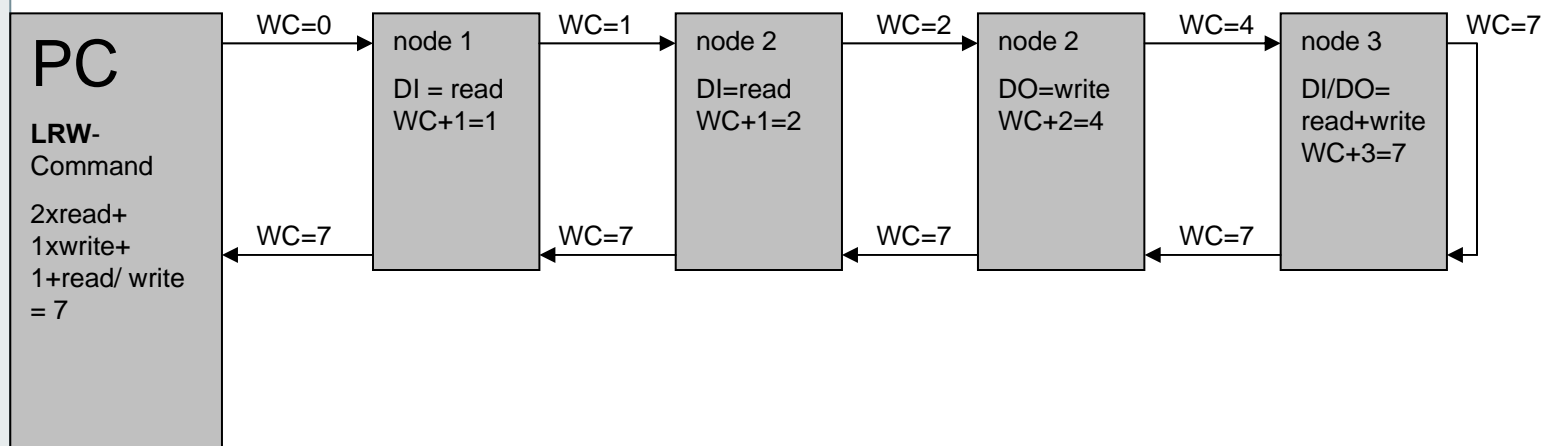 PC
LRW-
Command
2xread+
1xwrite+
1+read/ write
= 7
WC=0
node 1
DI = read
WC+1=1
WC=1
node 2
DI=read
WC+1=2
WC=2
node 2
DO=write
WC+2=4
WC=4
node 3
DI/DO=
read+write
WC+3=7
WC=7
WC=7
WC=7
WC=7
WC=7